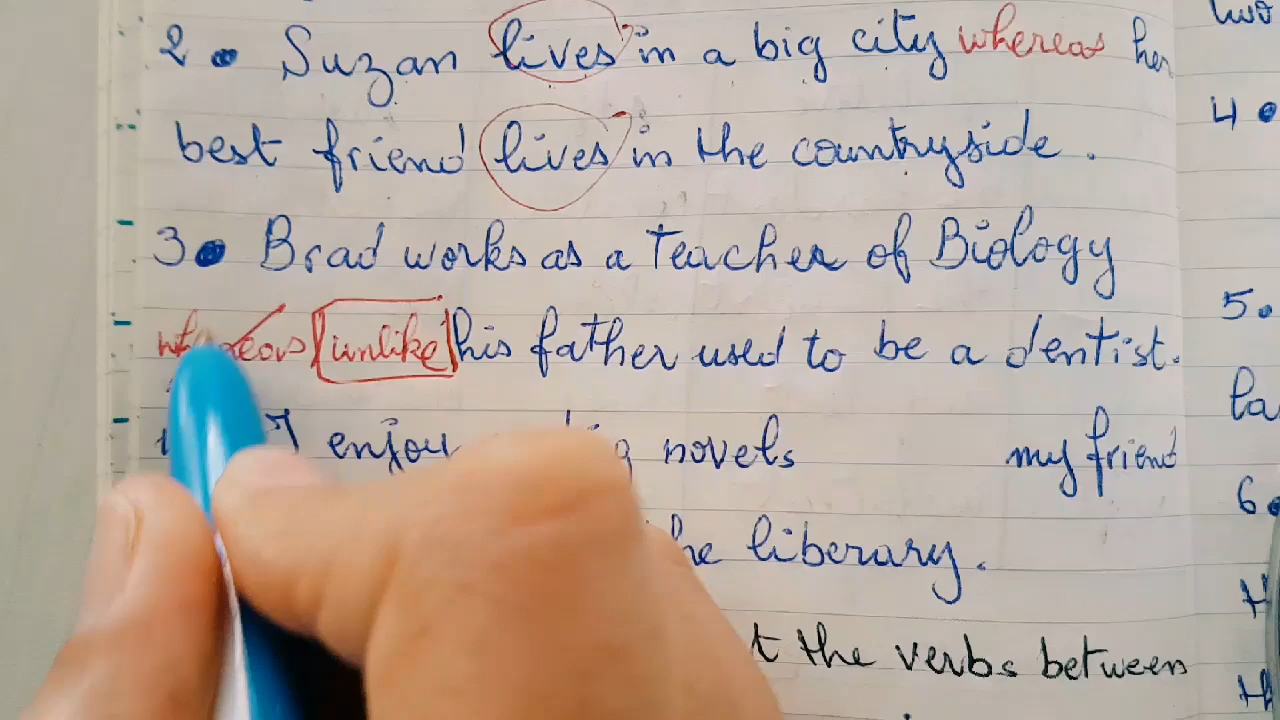 2. Suzan lives in a big city whereas her
best friend lives in the countryside.
3. Brad works as a teacher of Biology
whereas unlike his father used to be a dentist.
I enjoy novels my friend
liberary.
the verbs between
two
4.
5.
la
6.